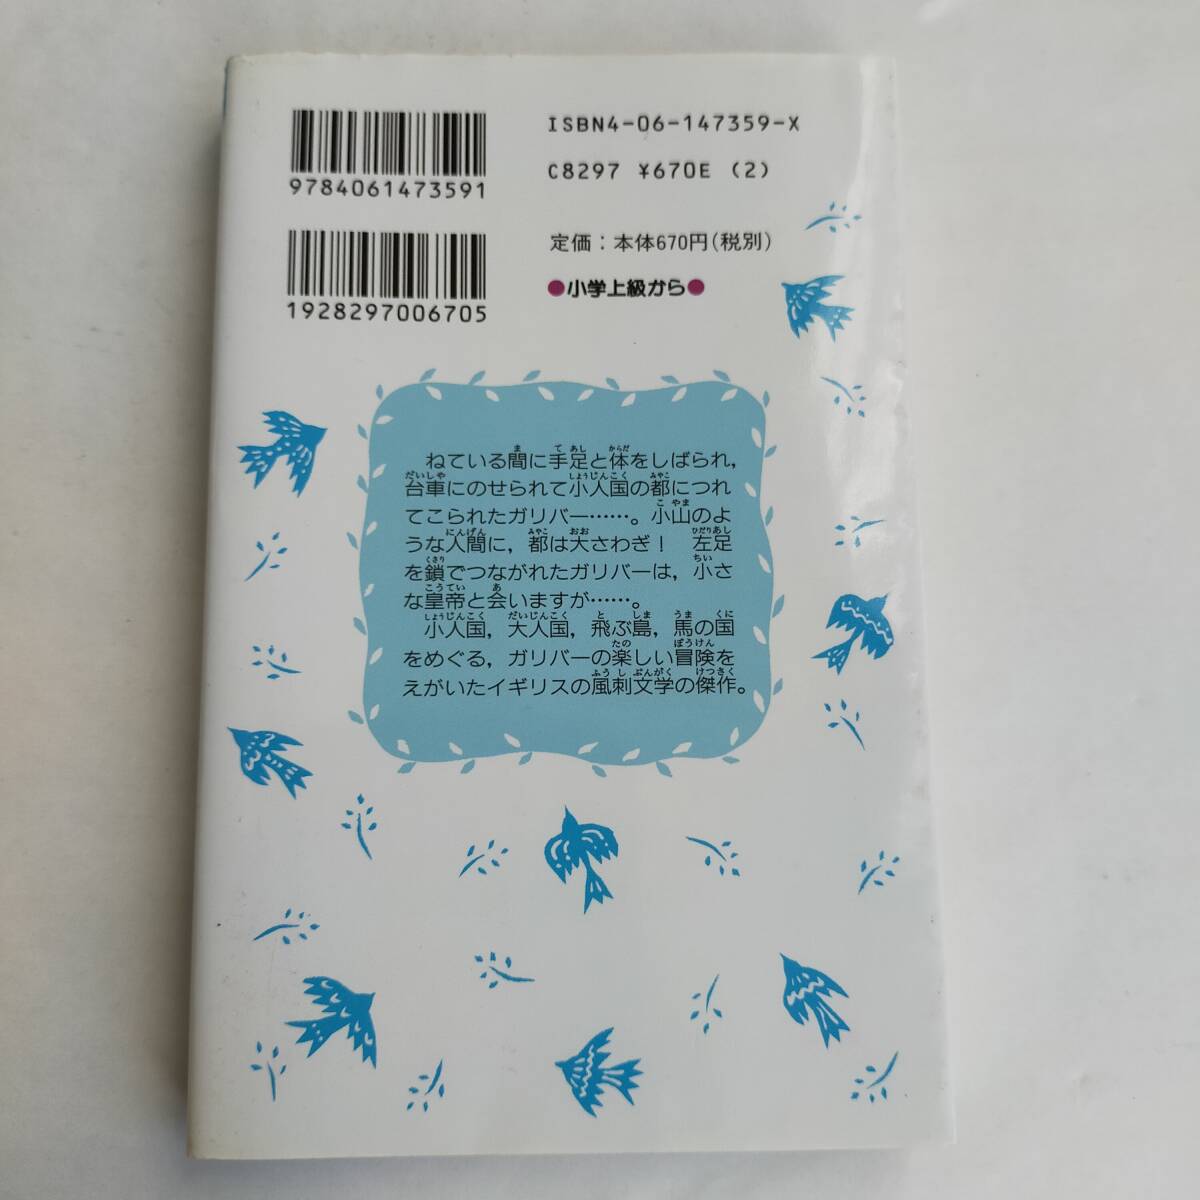 9784061473591
1928297006705
ISBN4-06-147359-X
C8297 ¥670E (2)
定価：本体670円(税別)
●小学上級から●
ねている間に手足と体をしばられ，
台車にのせられて小人国の都につれ
てこられたガリバー……。小山のよ
うな人間に，都は大さわぎ！　左足
を鎖でつながれたガリバーは，小さ
な皇帝と会いますが……。
小人国，大人国，飛ぶ島，馬の国
をめぐる，ガリバーの楽しい冒険を
えがいたイギリスの風刺文学の傑作。